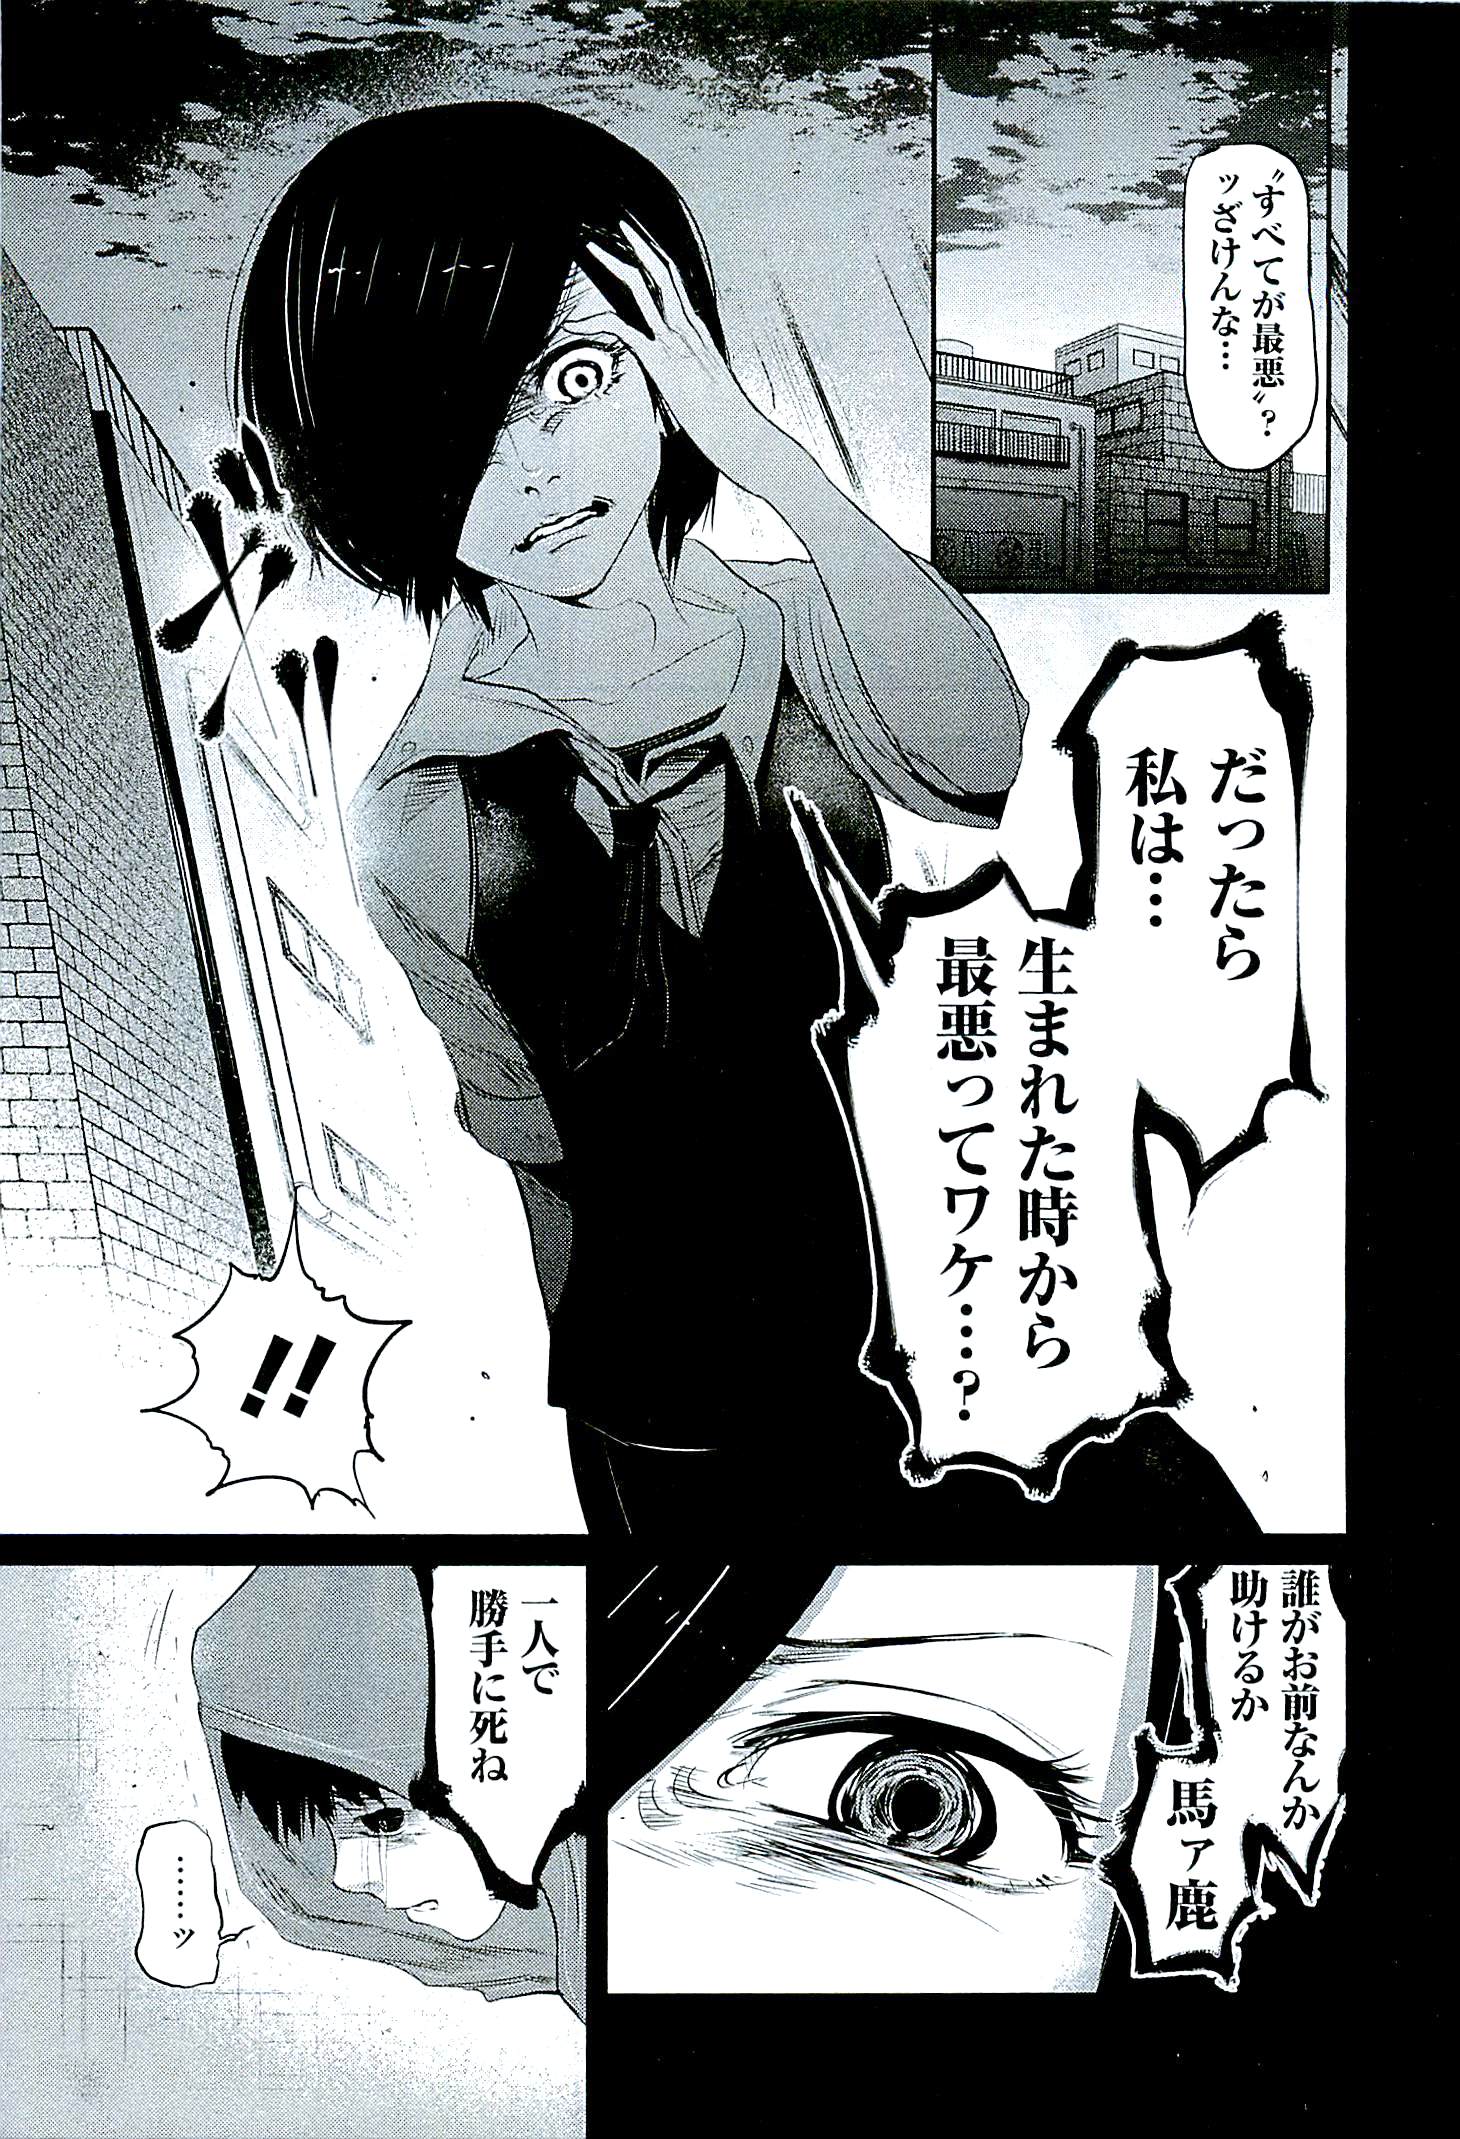 〝すべてが最悪〟?
ッざけんな…
だったら
私は…
生まれた時から
最悪ってワケ…?
!!
誰がお前なんか
助けるか
馬ァ鹿
一人で
勝手に死ね
……ッ